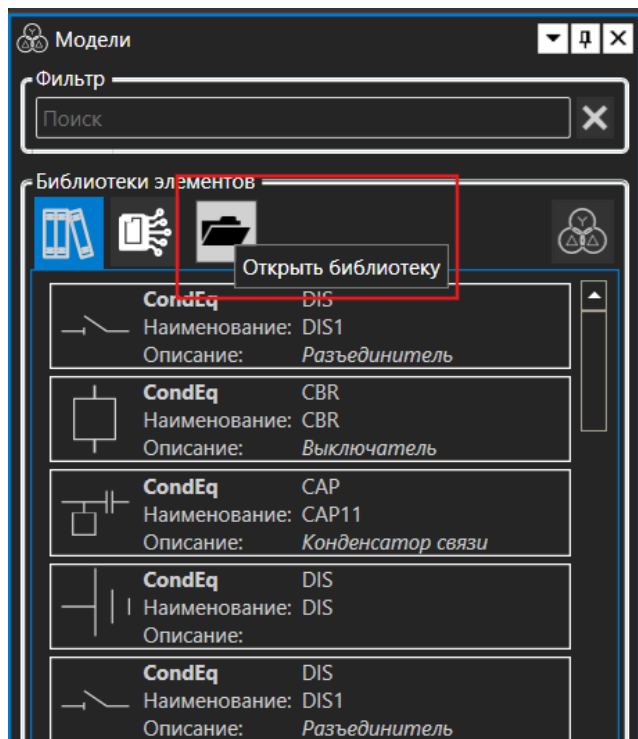 Модели
Фильтр
Поиск
Библиотеки элементов
Открыть библиотеку
CondEq DIS
Наименование: DIS1
Описание: Разъединитель
CondEq CBR
Наименование: CBR
Описание: Выключатель
CondEq CAP
Наименование: CAP11
Описание: Конденсатор связи
CondEq DIS
Наименование: DIS
Описание:
CondEq DIS
Наименование: DIS1
Описание: Разъединитель